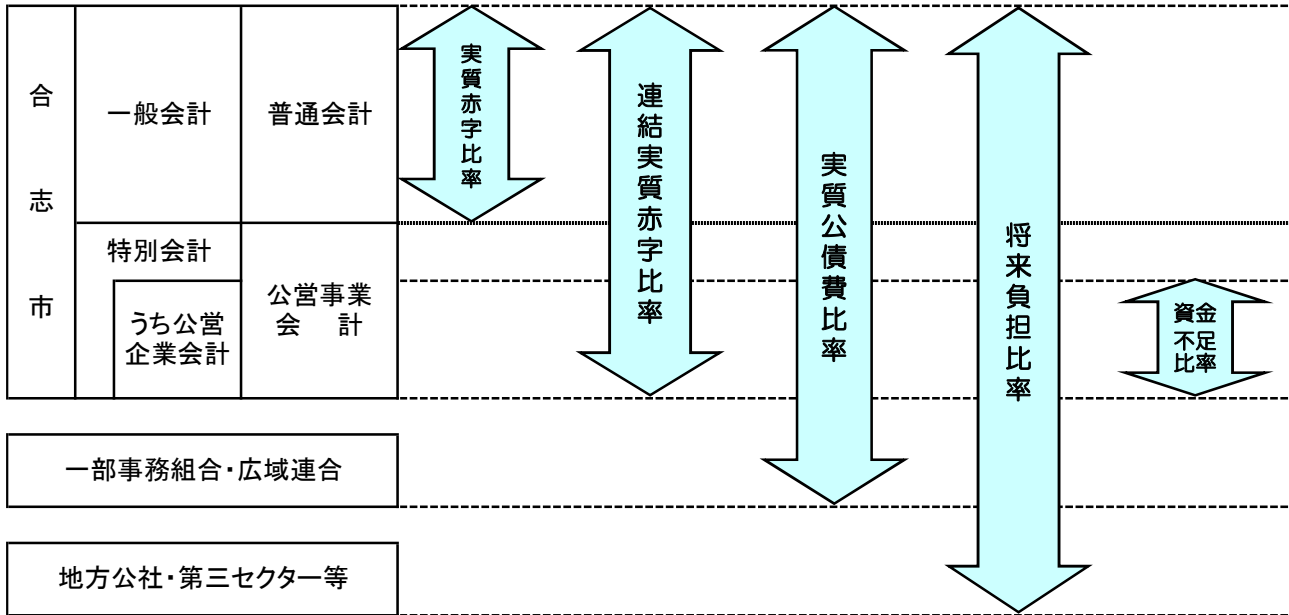 合志市
一般会計
普通会計
特別会計
うち公営
企業会計
公営事業
会　計
一部事務組合・広域連合
地方公社・第三セクター等
実質赤字比率
連結実質赤字比率
実質公債費比率
将来負担比率
資金
不足
比率